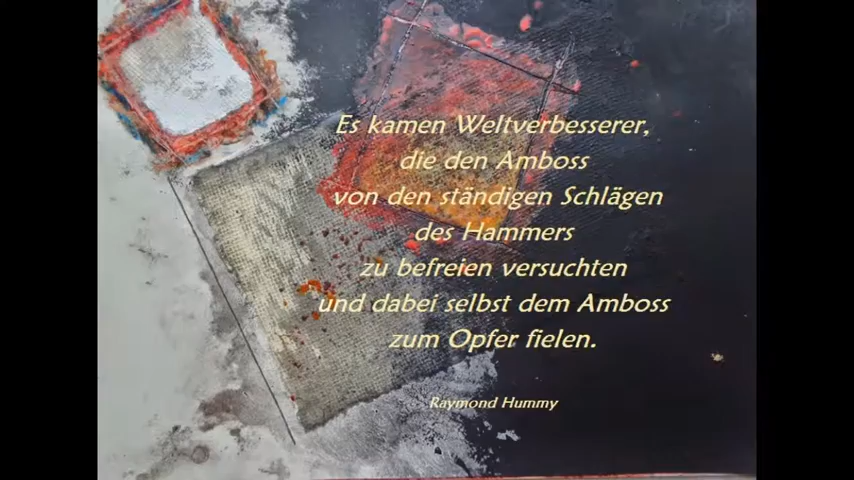 Es kamen Weltverbesserer,
die den Amboss
von den ständigen Schlägen
des Hammers
zu befreien versuchten
und dabei selbst dem Amboss
zum Opfer fielen.
Raymond Hummy